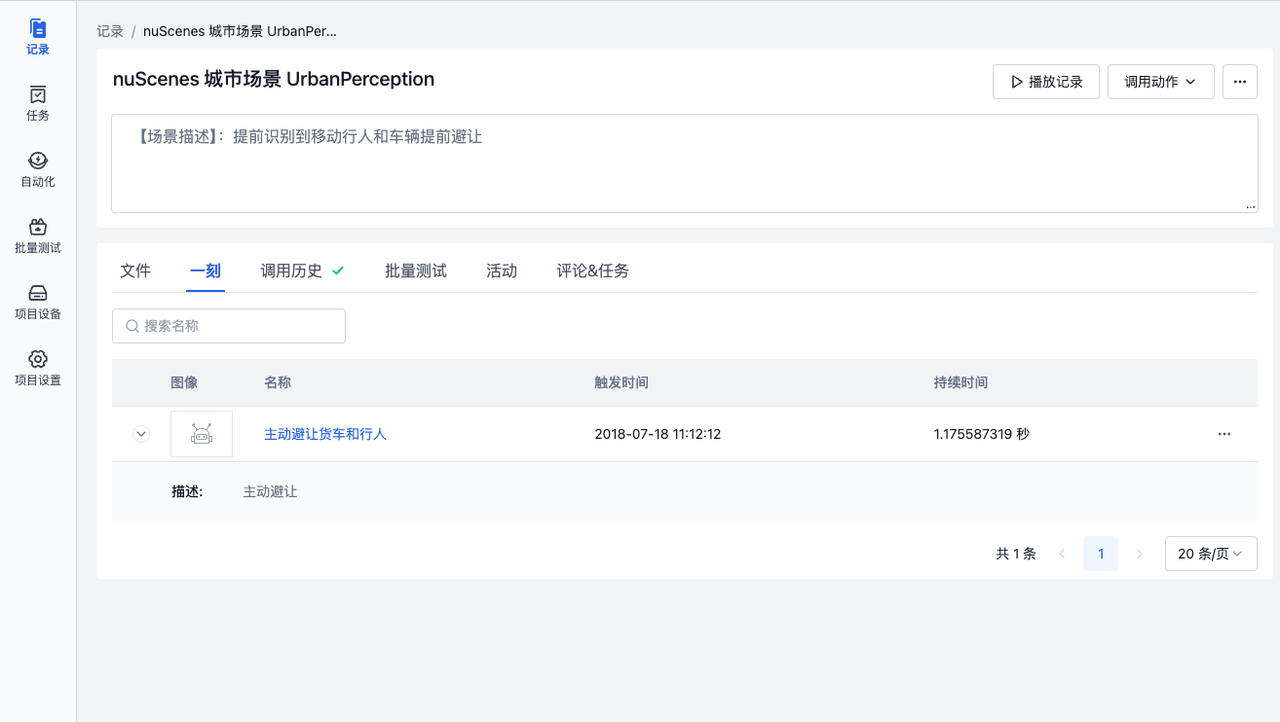 记录
任务
自动化
批量测试
项目设备
项目设置
记录 / nuScenes 城市场景 UrbanPer...
nuScenes 城市场景 UrbanPerception
播放记录 调用动作
【场景描述】：提前识别到移动行人和车辆提前避让
文件 一刻 调用历史 批量测试 活动 评论&任务
搜索名称
图像 名称 触发时间 持续时间
主动避让货车和行人 2018-07-18 11:12:12 1.175587319 秒
描述: 主动避让
共 1 条 1 20 条/页